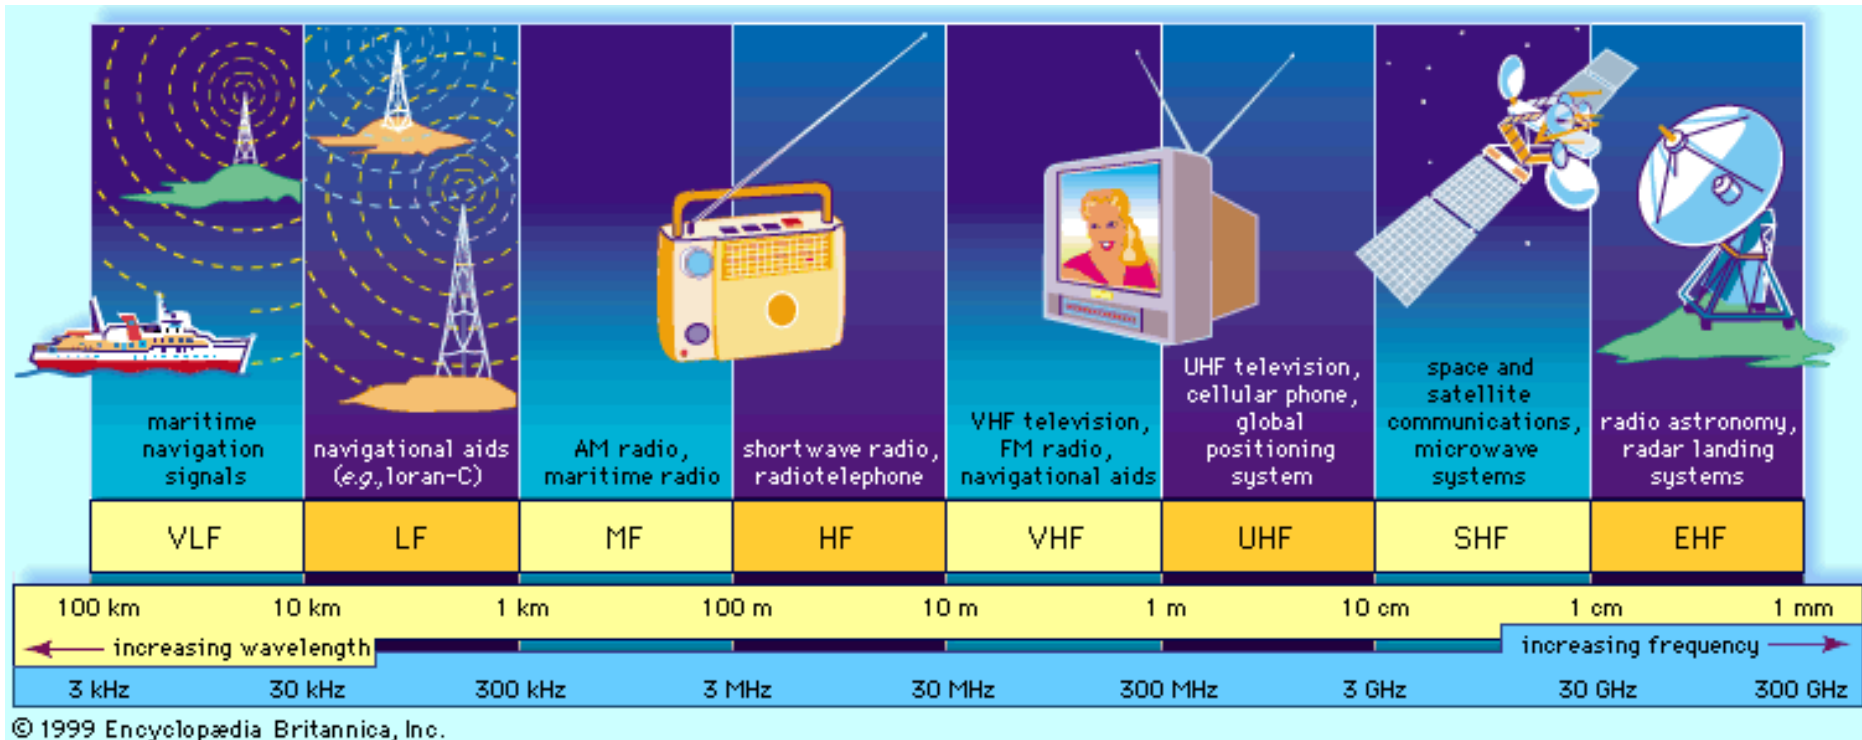 maritime
navigation
signals
navigational aids
(e.g., loran-C)
AM radio,
maritime radio
shortwave radio,
radiotelephone
VHF television,
FM radio,
navigational aids
UHF television,
cellular phone,
global
positioning
system
space and
satellite
communications,
microwave
systems
radio astronomy,
radar landing
systems
VLF LF MF HF VHF UHF SHF EHF
100 km 10 km 1 km 100 m 10 m 1 m 10 cm 1 cm 1 mm
increasing wavelength increasing frequency
3 kHz 30 kHz 300 kHz 3 MHz 30 MHz 300 MHz 3 GHz 30 GHz 300 GHz
© 1999 Encyclopædia Britannica, Inc.